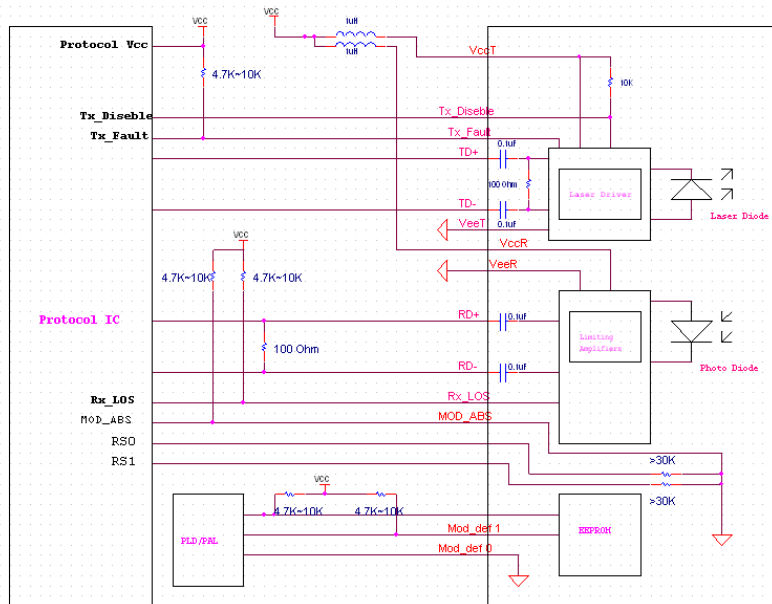 VCC
VCC
1uH
1uH
Protocol Vcc
VccT
4.7K~10K
10K
Tx_Diseble
Tx_Diseble
Tx_Fault
Tx_Fault
0.1uf
TD+
100 Ohm
Laser Driver
TD-
Laser Diode
VeeT
0.1uf
VCC
VccR
VeeR
4.7K~10K
4.7K~10K
Protocol IC
RD+
0.1uf
Limiting
Amplifiers
100 Ohm
RD-
0.1uf
Photo Diode
Rx_LOS
Rx_LOS
MOD_ABS
MOD_ABS
RS0
RS1
>30K
>30K
VCC
4.7K~10K
4.7K~10K
PLD/PAL
Mod_def 1
EEPROM
Mod_def 0